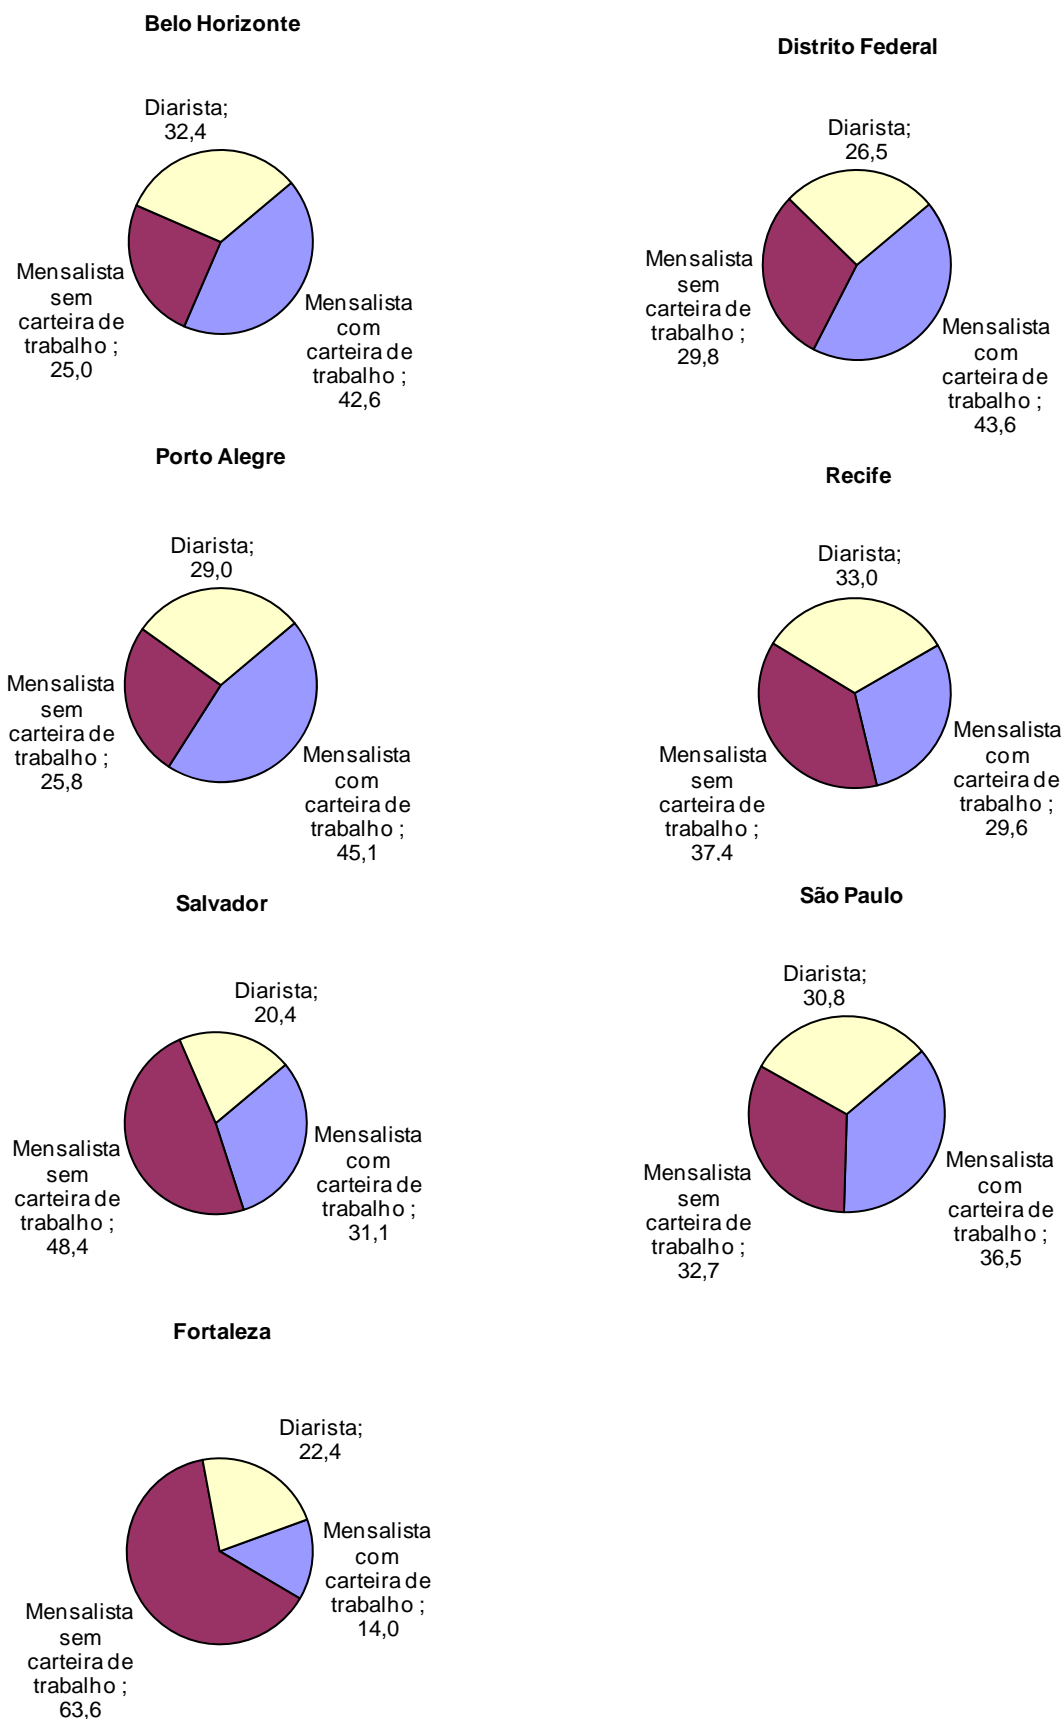 Belo Horizonte
Diarista;
32,4
Mensalista
sem
carteira de
trabalho ;
25,0
Mensalista
com
carteira de
trabalho ;
42,6
Distrito Federal
Diarista;
26,5
Mensalista
sem
carteira de
trabalho ;
29,8
Mensalista
com
carteira de
trabalho ;
43,6
Porto Alegre
Diarista;
29,0
Mensalista
sem
carteira de
trabalho ;
25,8
Mensalista
com
carteira de
trabalho ;
45,1
Recife
Diarista;
33,0
Mensalista
sem
carteira de
trabalho ;
37,4
Mensalista
com
carteira de
trabalho ;
29,6
Salvador
Diarista;
20,4
Mensalista
sem
carteira de
trabalho ;
48,4
Mensalista
com
carteira de
trabalho ;
31,1
São Paulo
Diarista;
30,8
Mensalista
sem
carteira de
trabalho ;
32,7
Mensalista
com
carteira de
trabalho ;
36,5
Fortaleza
Diarista;
22,4
Mensalista
sem
carteira de
trabalho ;
63,6
Mensalista
com
carteira de
trabalho ;
14,0